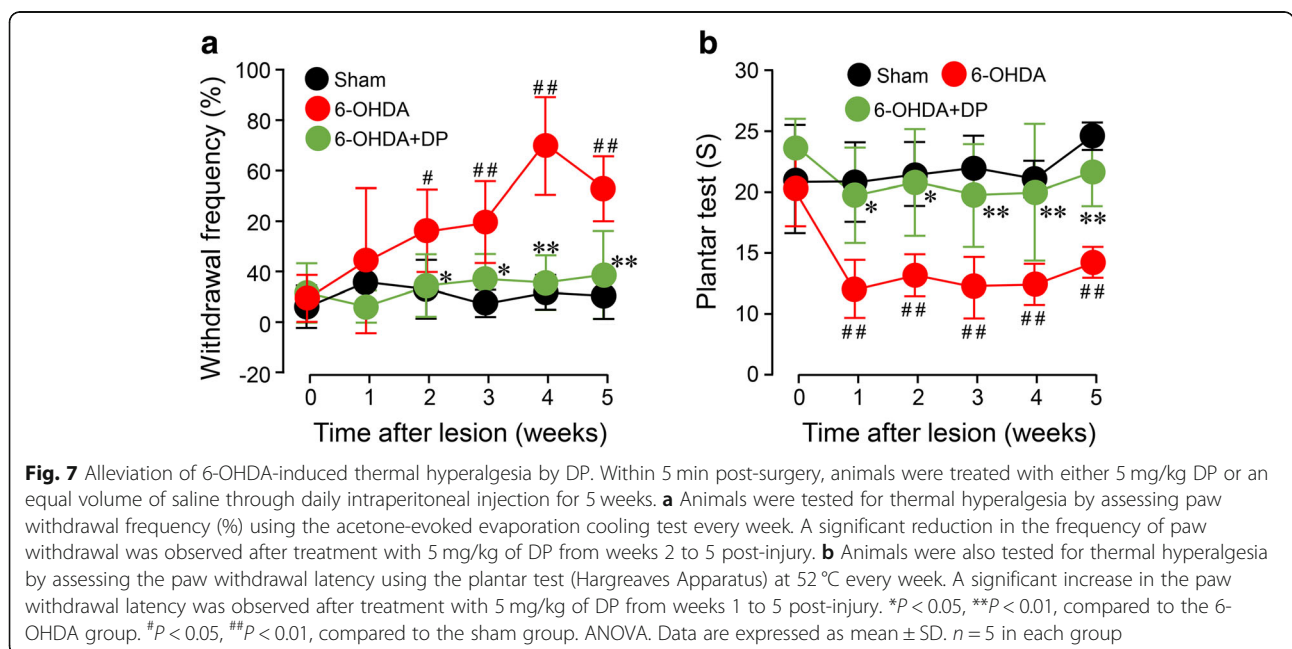 a
Withdrawal frequency (%)
100
80
60
20
40
0
-20
Sham
6-OHDA
6-OHDA+DP
#
##
##
##
*
*
**
**
0 1 2 3 4 5
Time after lesion (weeks)
b
Plantar test (S)
30
25
20
15
10
0
Sham 6-OHDA
6-OHDA+DP
*
*
**
**
**
##
##
##
##
##
0 1 2 3 4 5
Time after lesion (weeks)
Fig. 7 Alleviation of 6-OHDA-induced thermal hyperalgesia by DP. Within 5 min post-surgery, animals were treated with either 5 mg/kg DP or an
equal volume of saline through daily intraperitoneal injection for 5 weeks. a Animals were tested for thermal hyperalgesia by assessing paw
withdrawal frequency (%) using the acetone-evoked evaporation cooling test every week. A significant reduction in the frequency of paw
withdrawal was observed after treatment with 5 mg/kg of DP from weeks 2 to 5 post-injury. b Animals were also tested for thermal hyperalgesia
by assessing the paw withdrawal latency using the plantar test (Hargreaves Apparatus) at 52 °C every week. A significant increase in the paw
withdrawal latency was observed after treatment with 5 mg/kg of DP from weeks 1 to 5 post-injury. *P < 0.05, **P < 0.01, compared to the 6-
OHDA group. #P < 0.05, ##P < 0.01, compared to the sham group. ANOVA. Data are expressed as mean ± SD. n = 5 in each group